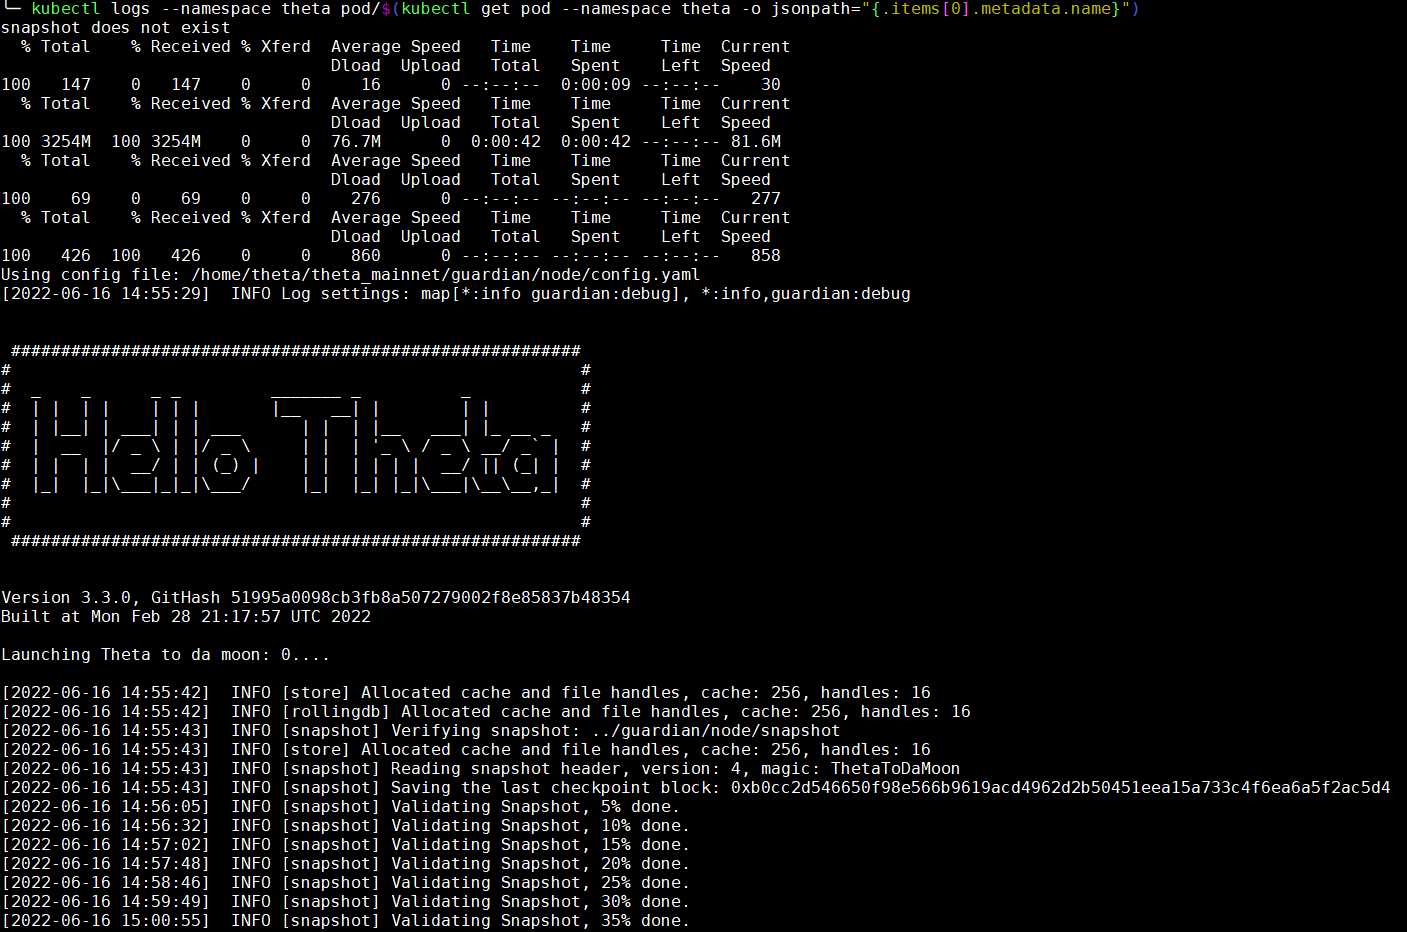 ╰─ kubectl logs --namespace theta pod/$(kubectl get pod --namespace theta -o jsonpath="{.items[0].metadata.name}")
snapshot does not exist
  % Total    % Received % Xferd  Average Speed   Time    Time     Time  Current
                                 Dload  Upload   Total   Spent    Left  Speed
100   147    0   147    0     0     16      0 --:--:--  0:00:09 --:--:--    30
  % Total    % Received % Xferd  Average Speed   Time    Time     Time  Current
                                 Dload  Upload   Total   Spent    Left  Speed
100 3254M  100 3254M    0     0  76.7M      0  0:00:42  0:00:42 --:--:-- 81.6M
  % Total    % Received % Xferd  Average Speed   Time    Time     Time  Current
                                 Dload  Upload   Total   Spent    Left  Speed
100    69    0    69    0     0    276      0 --:--:-- --:--:-- --:--:--   277
  % Total    % Received % Xferd  Average Speed   Time    Time     Time  Current
                                 Dload  Upload   Total   Spent    Left  Speed
100   426  100   426    0     0    860      0 --:--:-- --:--:-- --:--:--   858
Using config file: /home/theta/theta_mainnet/guardian/node/config.yaml
[2022-06-16 14:55:29]  INFO Log settings: map[*:info guardian:debug], *:info,guardian:debug
 #########################################################
#                                                         #
#  _    _      _ _         _______ _          _           #
#  | |  | |    | | |       |__   __| |        | |         #
#  | |__| | ___| | | ___      | |  | |__   ___| |_ __ _   #
#  |  __  |/ _ \ | |/ _ \     | |  | '_ \ / _ \ __/ _` |  #
#  | |  | |  __/ | | (_) |    | |  | | | |  __/ || (_| |  #
#  |_|  |_|\___|_|_|\___/     |_|  |_| |_|\___|\__\__,_|  #
#                                                         #
#                                                         #
 #########################################################
Version 3.3.0, GitHash 51995a0098cb3fb8a507279002f8e85837b48354
Built at Mon Feb 28 21:17:57 UTC 2022
Launching Theta to da moon: 0....
[2022-06-16 14:55:42]  INFO [store] Allocated cache and file handles, cache: 256, handles: 16
[2022-06-16 14:55:42]  INFO [rollingdb] Allocated cache and file handles, cache: 256, handles: 16
[2022-06-16 14:55:43]  INFO [snapshot] Verifying snapshot: ../guardian/node/snapshot
[2022-06-16 14:55:43]  INFO [store] Allocated cache and file handles, cache: 256, handles: 16
[2022-06-16 14:55:43]  INFO [snapshot] Reading snapshot header, version: 4, magic: ThetaToDaMoon
[2022-06-16 14:55:43]  INFO [snapshot] Saving the last checkpoint block: 0xb0cc2d546650f98e566b9619acd4962d2b50451eea15a733c4f6ea6a5f2ac5d4
[2022-06-16 14:56:05]  INFO [snapshot] Validating Snapshot, 5% done.
[2022-06-16 14:56:32]  INFO [snapshot] Validating Snapshot, 10% done.
[2022-06-16 14:57:02]  INFO [snapshot] Validating Snapshot, 15% done.
[2022-06-16 14:57:48]  INFO [snapshot] Validating Snapshot, 20% done.
[2022-06-16 14:58:46]  INFO [snapshot] Validating Snapshot, 25% done.
[2022-06-16 14:59:49]  INFO [snapshot] Validating Snapshot, 30% done.
[2022-06-16 15:00:55]  INFO [snapshot] Validating Snapshot, 35% done.